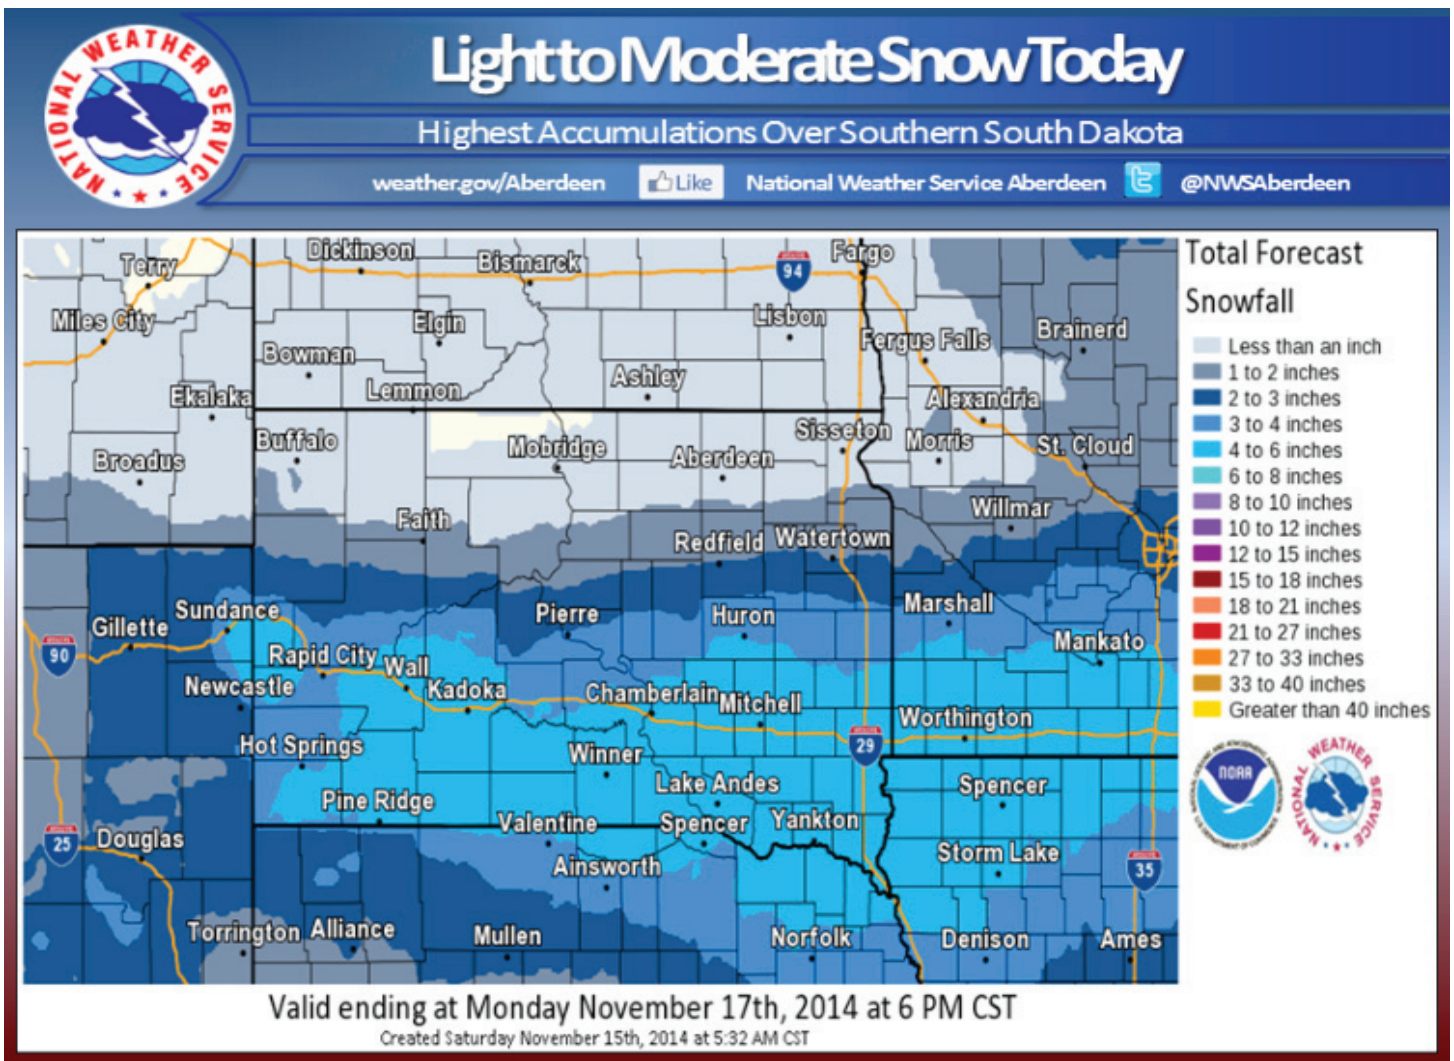 Light to Moderate Snow Today
Highest Accumulations Over Southern South Dakota
NATIONAL WEATHER SERVICE
weather.gov/Aberdeen Like National Weather Service Aberdeen @NWSAberdeen
Dickinson Bismarck Fargo
Terry
94
Miles City Elgin Lisbon Brainerd
Fergus Falls
Bowman
Lemmon Ashley
Ekalaka Alexandria
Buffalo Mobridge Sisseton Morris St. Cloud
Broadus Aberdeen
Faith Willmar
Redfield Watertown
Sundance Pierre Huron Marshall
Gillette Mankato
90
Rapid City Wall
Newcastle Kadoka Chamberlain Mitchell
Worthington
Hot Springs Winner 29
Pine Ridge Lake Andes Spencer
Valentine Spencer Yankton
25 Douglas Storm Lake
Ainsworth 35
Torrington Alliance Mullen Norfolk Denison Ames
Total Forecast
Snowfall
Less than an inch
1 to 2 inches
2 to 3 inches
3 to 4 inches
4 to 6 inches
6 to 8 inches
8 to 10 inches
10 to 12 inches
12 to 15 inches
15 to 18 inches
18 to 21 inches
21 to 27 inches
27 to 33 inches
33 to 40 inches
Greater than 40 inches
NOAA
NATIONAL WEATHER SERVICE
Valid ending at Monday November 17th, 2014 at 6 PM CST
Created Saturday November 15th, 2014 at 5:32 AM CST